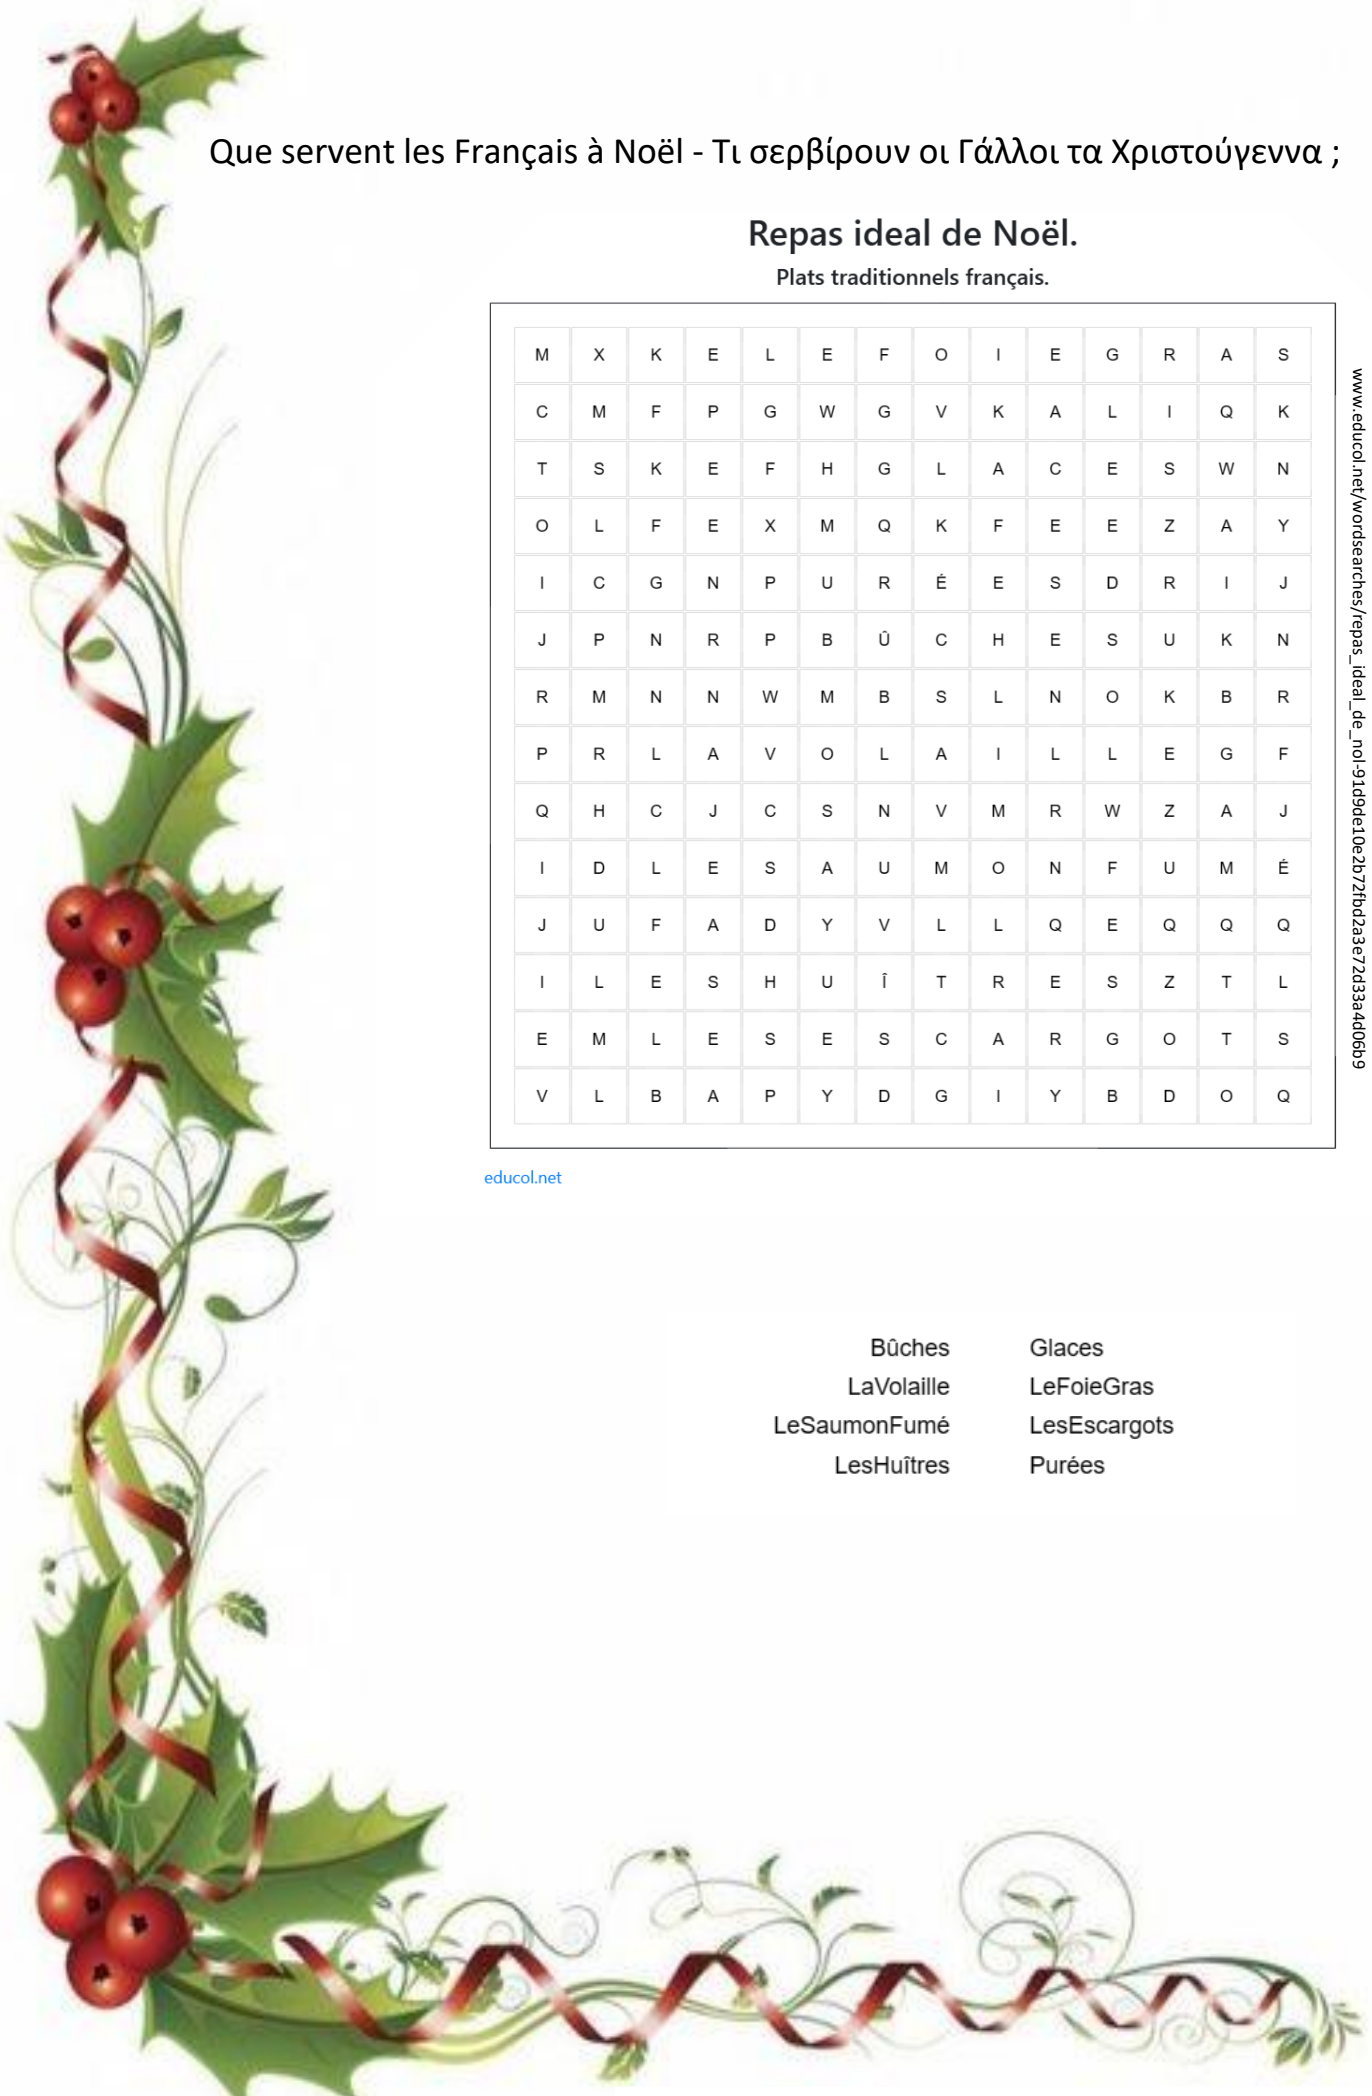 Que servent les Français à Noël - Τι σερβίρουν οι Γάλλοι τα Χριστούγεννα ;
Repas ideal de Noël.
Plats traditionnels français.
M X K E L E F O I E G R A S
C M F P G W G V K A L I Q K
T S K E F H G L A C E S W N
O L F E X M Q K F E E Z A Y
I C G N P U R É E S D R I J
J P N R P B Û C H E S U K N
R M N N W M B S L N O K B R
P R L A V O L A I L L E G F
Q H C J C S N V M R W Z A J
I D L E S A U M O N F U M É
J U F A D Y V L L Q E Q Q Q
I L E S H U Î T R E S Z T L
E M L E S E S C A R G O T S
V L B A P Y D G I Y B D O Q
educol.net
www.educol.net/wordsearches/repas_ideal_de_nol-91d9de10e2b72fbd2a3e72d33a4d06b9
Bûches Glaces
LaVolaille LeFoieGras
LeSaumonFumé LesEscargots
LesHuîtres Purées